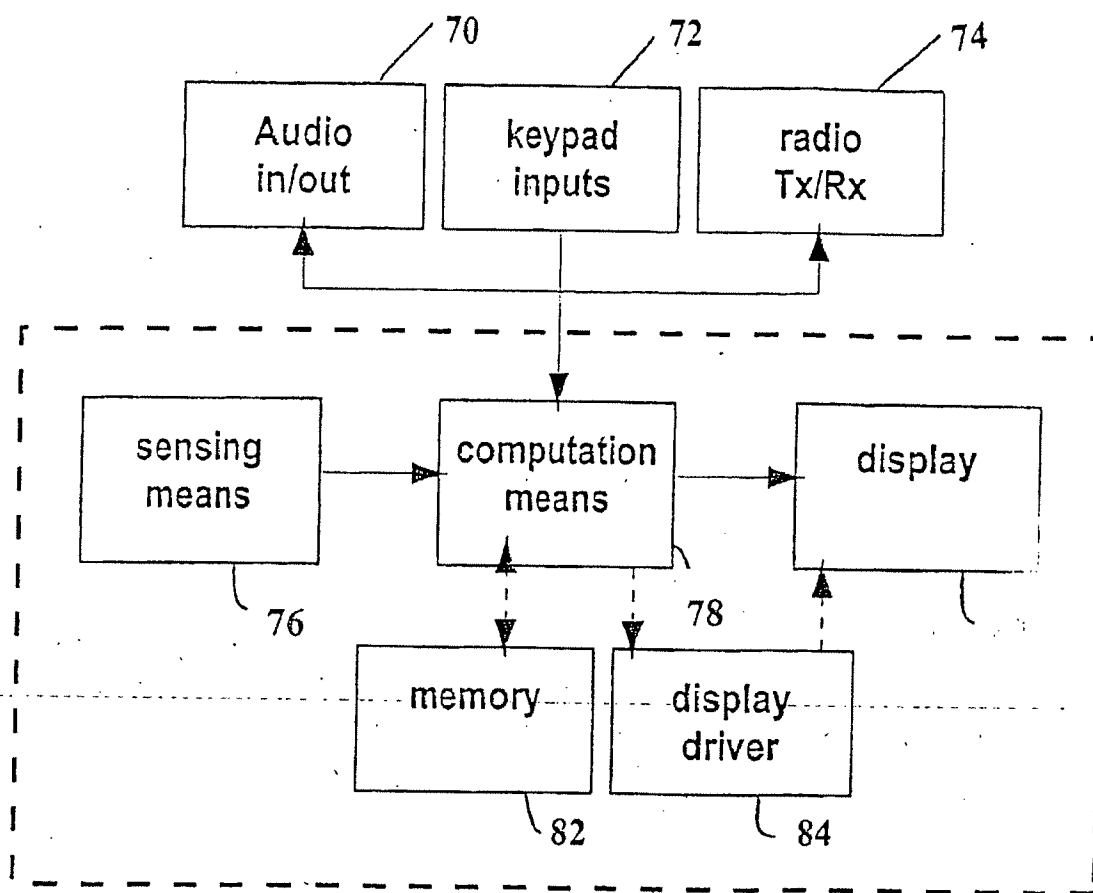 70
72
74
Audio
in/out
keypad
inputs
radio
Tx/Rx
sensing
means
computation
means
display
76
78
memory
display
driver
82
84